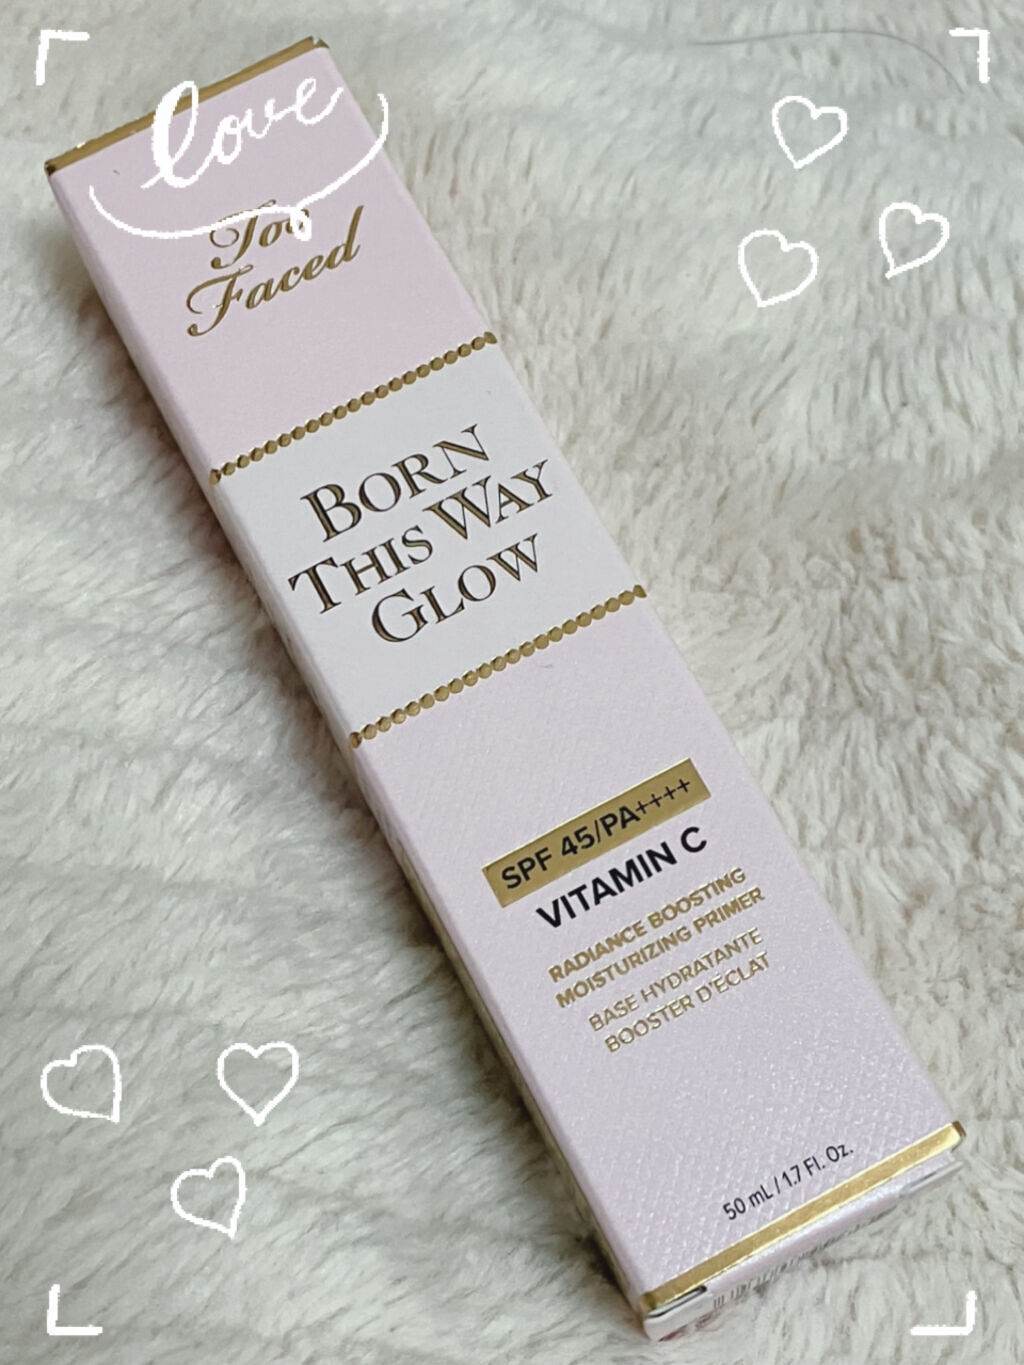 love
Too
Faced
BORN
THIS WAY
GLOW
SPF 45/PA++++
VITAMIN C
RADIANCE BOOSTING
MOISTURIZING PRIMER
BASE HYDRATANTE
BOOSTER D'ÉCLAT
50 mL / 1.7 Fl. Oz.